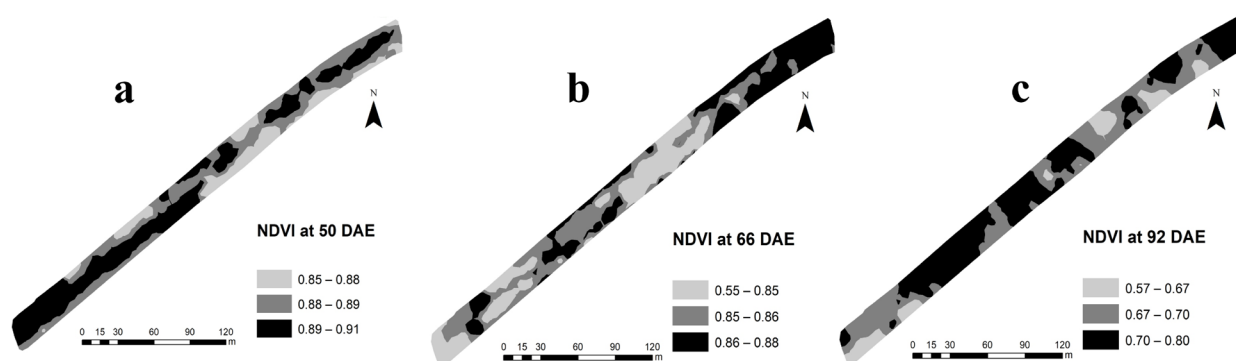 a
N
NDVI at 50 DAE
0.85 – 0.88
0.88 – 0.89
0.89 – 0.91
0 15 30 60 90 120
m
b
N
NDVI at 66 DAE
0.55 – 0.85
0.85 – 0.86
0.86 – 0.88
0 15 30 60 90 120
m
c
N
NDVI at 92 DAE
0.57 – 0.67
0.67 – 0.70
0.70 – 0.80
0 15 30 60 90 120
m